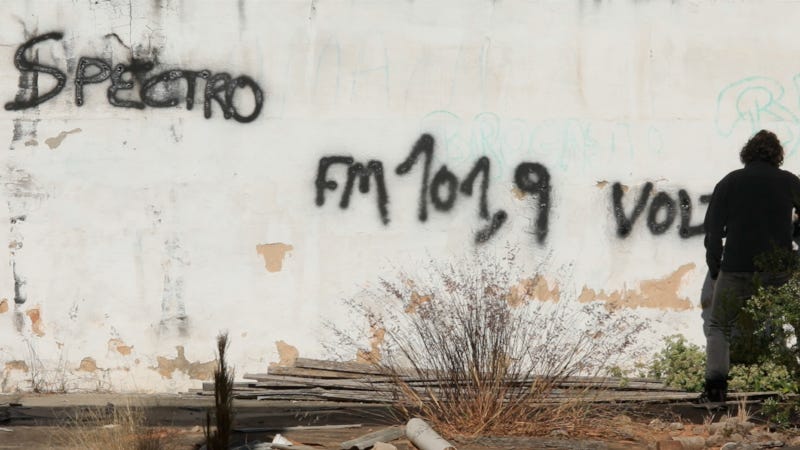 SPECTRO
FM 101,9 VOL